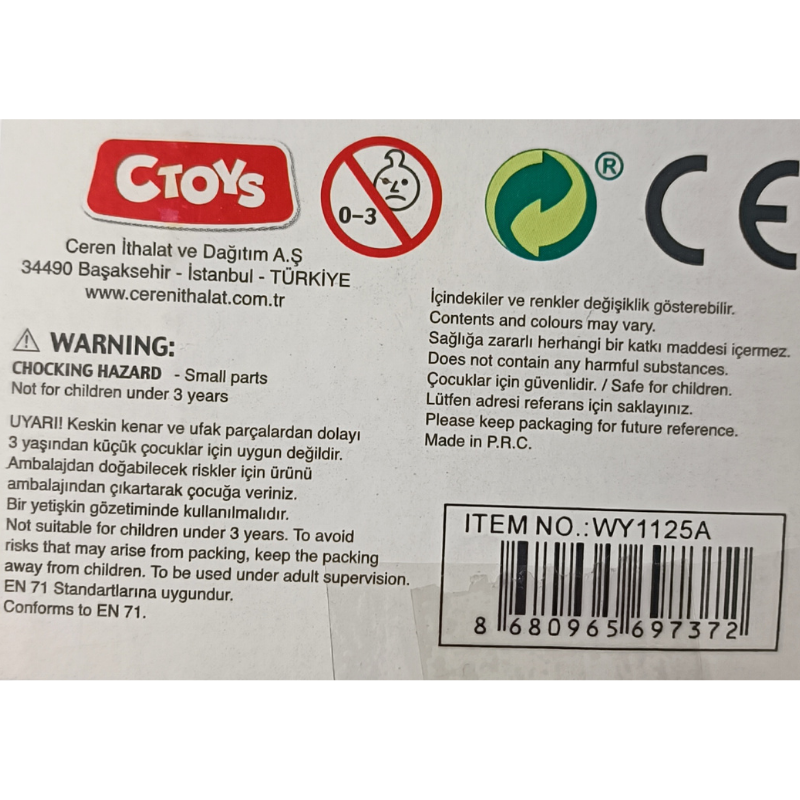 CTOYS
Ceren İthalat ve Dağıtım A.Ş
34490 Başaksehir - İstanbul - TÜRKİYE
www.cerenithalat.com.tr
0-3
®
CE
WARNING:
CHOCKING HAZARD - Small parts
Not for children under 3 years
UYARI! Keskin kenar ve ufak parçalardan dolayı
3 yaşından küçük çocuklar için uygun değildir.
Ambalajdan doğabilecek riskler için ürünü
ambalajından çıkartarak çocuğa veriniz.
Bir yetişkin gözetiminde kullanılmalıdır.
Not suitable for children under 3 years. To avoid
risks that may arise from packing, keep the packing
away from children. To be used under adult supervision.
EN 71 Standartlarına uygundur.
Conforms to EN 71.
İçindekiler ve renkler değişiklik gösterebilir.
Contents and colours may vary.
Sağlığa zararlı herhangi bir katkı maddesi içermez.
Does not contain any harmful substances.
Çocuklar için güvenlidir. / Safe for children.
Lütfen adresi referans için saklayınız.
Please keep packaging for future reference.
Made in P.R.C.
ITEM NO.:WY1125A
8 680965 697372